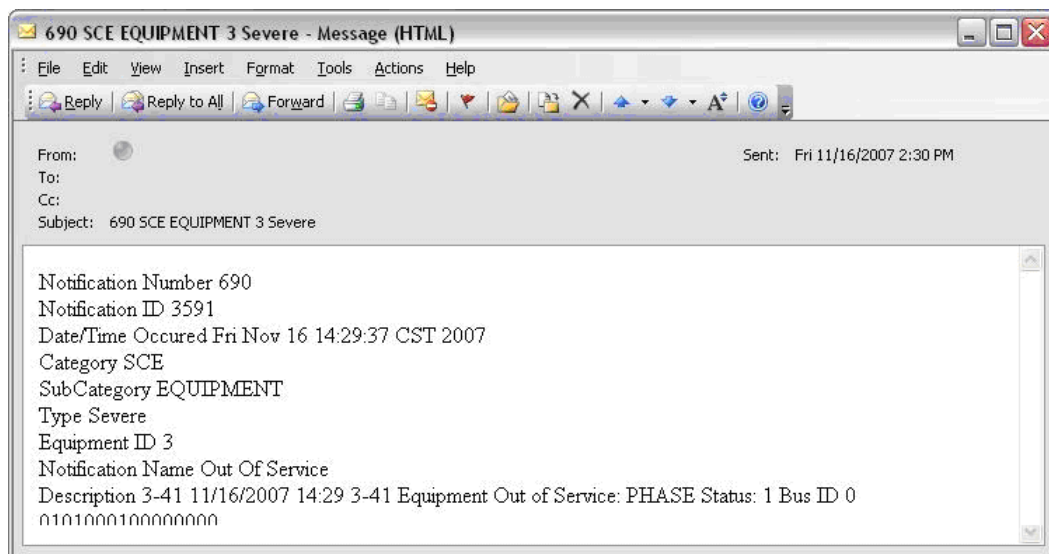 690 SCE EQUIPMENT 3 Severe - Message (HTML)
File Edit View Insert Format Tools Actions Help
Reply Reply to All Forward
From:
Sent: Fri 11/16/2007 2:30 PM
To:
Cc:
Subject: 690 SCE EQUIPMENT 3 Severe
Notification Number 690
Notification ID 3591
Date/Time Occured Fri Nov 16 14:29:37 CST 2007
Category SCE
SubCategory EQUIPMENT
Type Severe
Equipment ID 3
Notification Name Out Of Service
Description 3-41 11/16/2007 14:29 3-41 Equipment Out of Service: PHASE Status: 1 Bus ID 0
0101000100000000